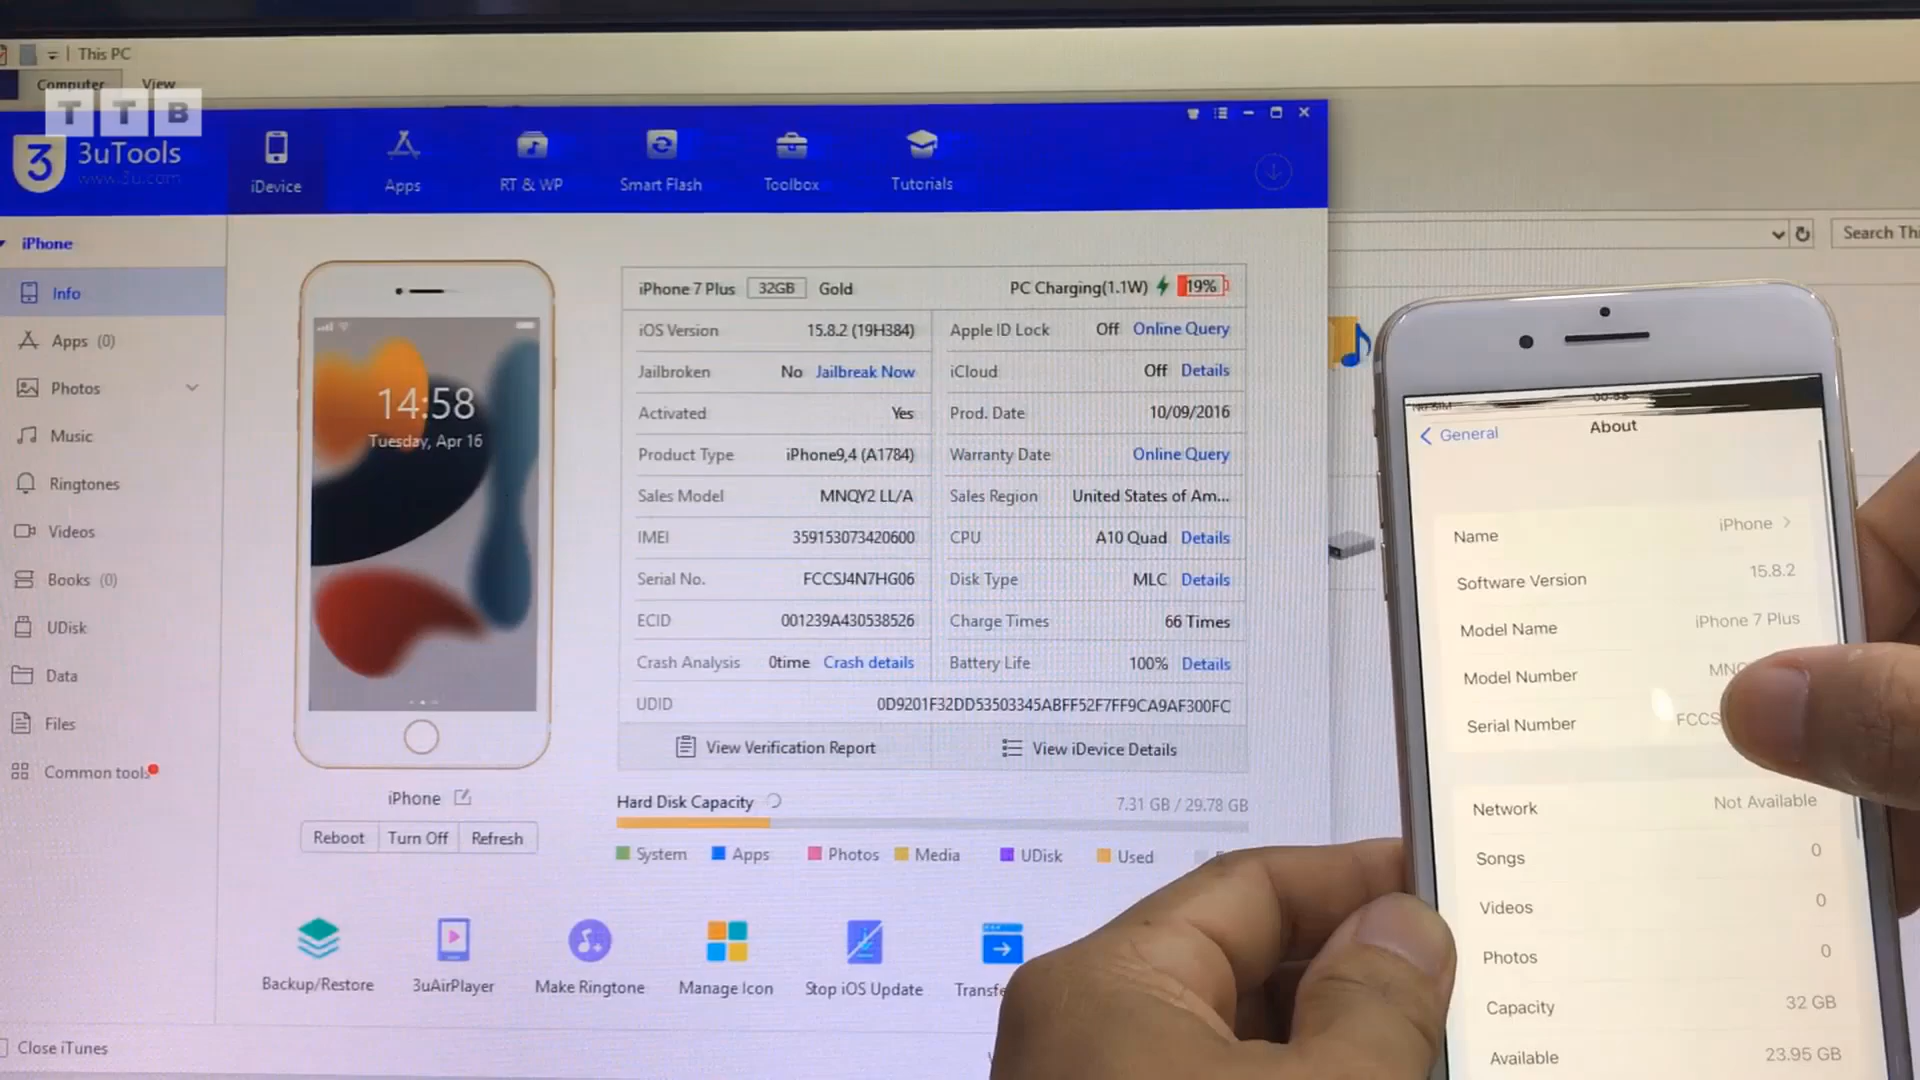 This PC
Computer View
TTB
3
3uTools
www.3u.com
iDevice
Apps
RT & WP
Smart Flash
Toolbox
Tutorials
iPhone
Info
Apps (0)
Photos
Music
Ringtones
Videos
Books (0)
UDisk
Data
Files
Common tools
Close iTunes
14:58
Tuesday, Apr 16
iPhone
Reboot Turn Off Refresh
iPhone 7 Plus 32GB Gold PC Charging(1.1W) 19%
iOS Version 15.8.2 (19H384) Apple ID Lock Off Online Query
Jailbroken No Jailbreak Now iCloud Off Details
Activated Yes Prod. Date 10/09/2016
Product Type iPhone9,4 (A1784) Warranty Date Online Query
Sales Model MNQY2 LL/A Sales Region United States of Am...
IMEI 359153073420600 CPU A10 Quad Details
Serial No. FCCSJ4N7HG06 Disk Type MLC Details
ECID 001239A430538526 Charge Times 66 Times
Crash Analysis 0time Crash details Battery Life 100% Details
UDID 0D9201F32DD53503345ABFF52F7FF9CA9AF300FC
View Verification Report View iDevice Details
Hard Disk Capacity 7.31 GB / 29.78 GB
System Apps Photos Media UDisk Used
Backup/Restore 3uAirPlayer Make Ringtone Manage Icon Stop iOS Update Transfe
Search Thi
No SIM
General About
Name iPhone
Software Version 15.8.2
Model Name iPhone 7 Plus
Model Number MNQ
Serial Number FCCS
Network Not Available
Songs 0
Videos 0
Photos 0
Capacity 32 GB
Available 23.95 GB